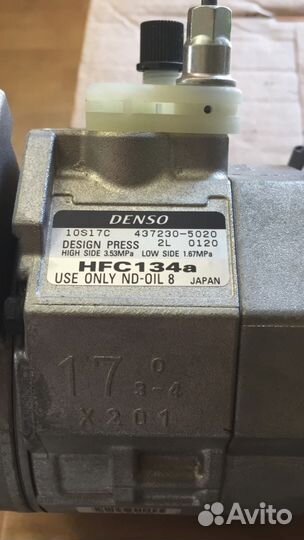 DENSO
10S17C 437230-5020
DESIGN PRESS 2L 0120
HIGH SIDE 3.53MPa LOW SIDE 1.67MPa
HFC134a
USE ONLY ND-OIL 8 JAPAN
17 0
3-4
X201
Avito